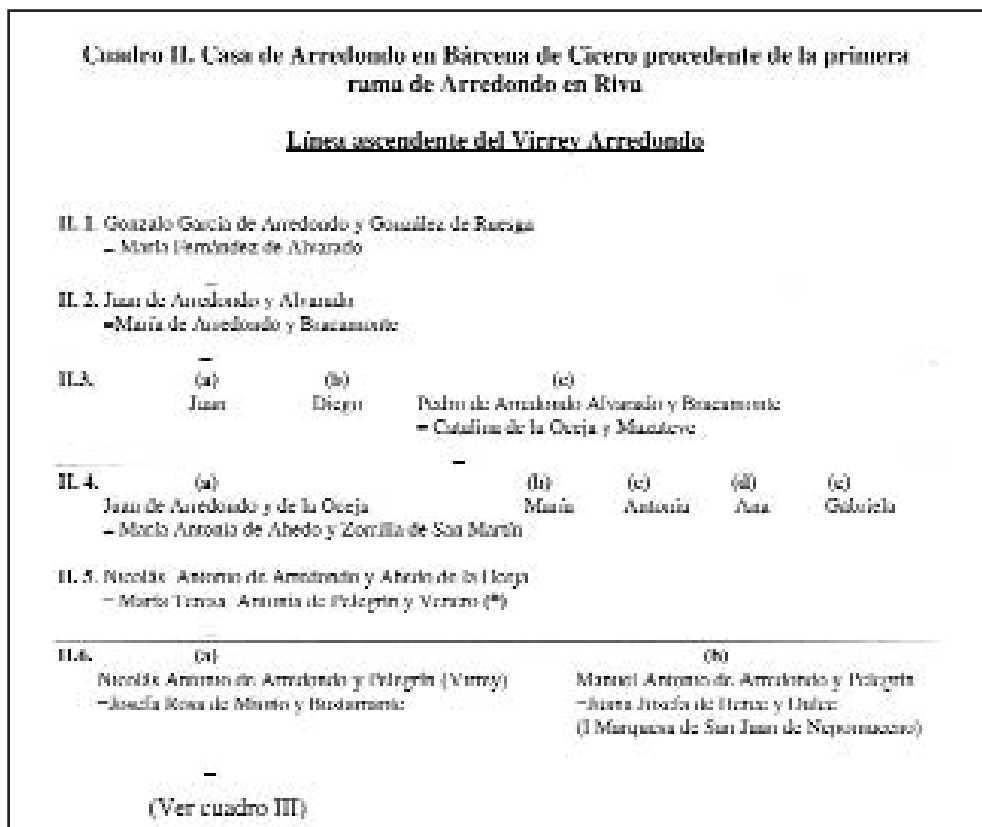 Cuadro II. Casa de Arredondo en Bárcena de Cicero procedente de la primera
rama de Arredondo en Riva
Línea ascendente del Virrey Arredondo
II. 1. Gonzalo García de Arredondo y González de Ruesga
= María Fernández de Alvarado
II. 2. Juan de Arredondo y Alvarado
=María de Arredondo y Bracamonte
II.3. (a) (b) (c)
Juan Diego Pedro de Arredondo Alvarado y Bracamonte
= Catalina de la Oceja y
II. 4. (a) (b) (c) (d) (e)
Juan de Arredondo y de la Oceja María Antonia Ana Gabriela
= María Antonia de Ahedo y Zorrilla de San Martín
II. 5. Nicolás Antonio de Arredondo y Ahedo de la
= María Teresa Antonia de Pelegrín y Venero (*)
II.6. (a) (b)
Nicolás Antonio de Arredondo y Pelegrín (Virrey) Manuel Antonio de Arredondo y Pelegrín
=Josefa Rosa de y Bustamante =Juana Josefa de Herce y Dulce
(I Marquesa de San Juan de Nepomuceno)
(Ver cuadro III)